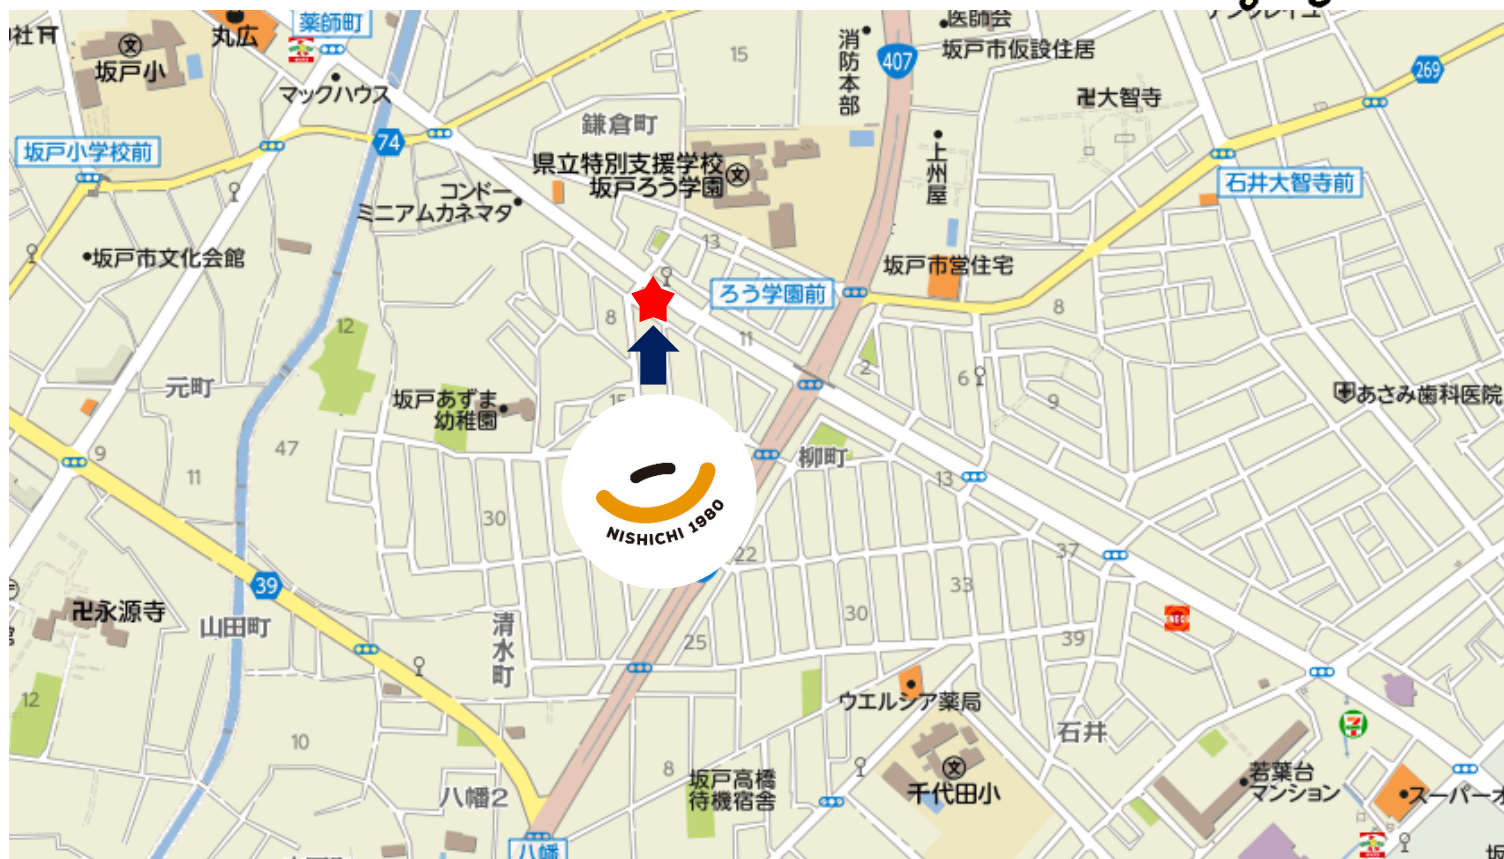 薬師町
丸広
社
坂戸小
マックハウス
15
消防本部
407
医師会
坂戸市仮設住居
269
卍大智寺
鎌倉町
74
坂戸小学校前
県立特別支援学校
坂戸ろう学園
上州屋
石井大智寺前
コンドー
ミニアムカネマタ
坂戸市文化会館
13
坂戸市営住宅
ろう学園前
8
8
12
11
2
6
9
元町
坂戸あずま
幼稚園
15
あさみ歯科医院
柳町
9
47
11
13
30
NISHICHI 1980
22
37
39
33
30
卍永源寺
山田町
清水町
25
39
ENEOS
12
ウエルシア薬局
石井
10
8
坂戸高橋
待機宿舎
千代田小
若葉台
マンション
スーパーオ
八幡2
八幡
坂